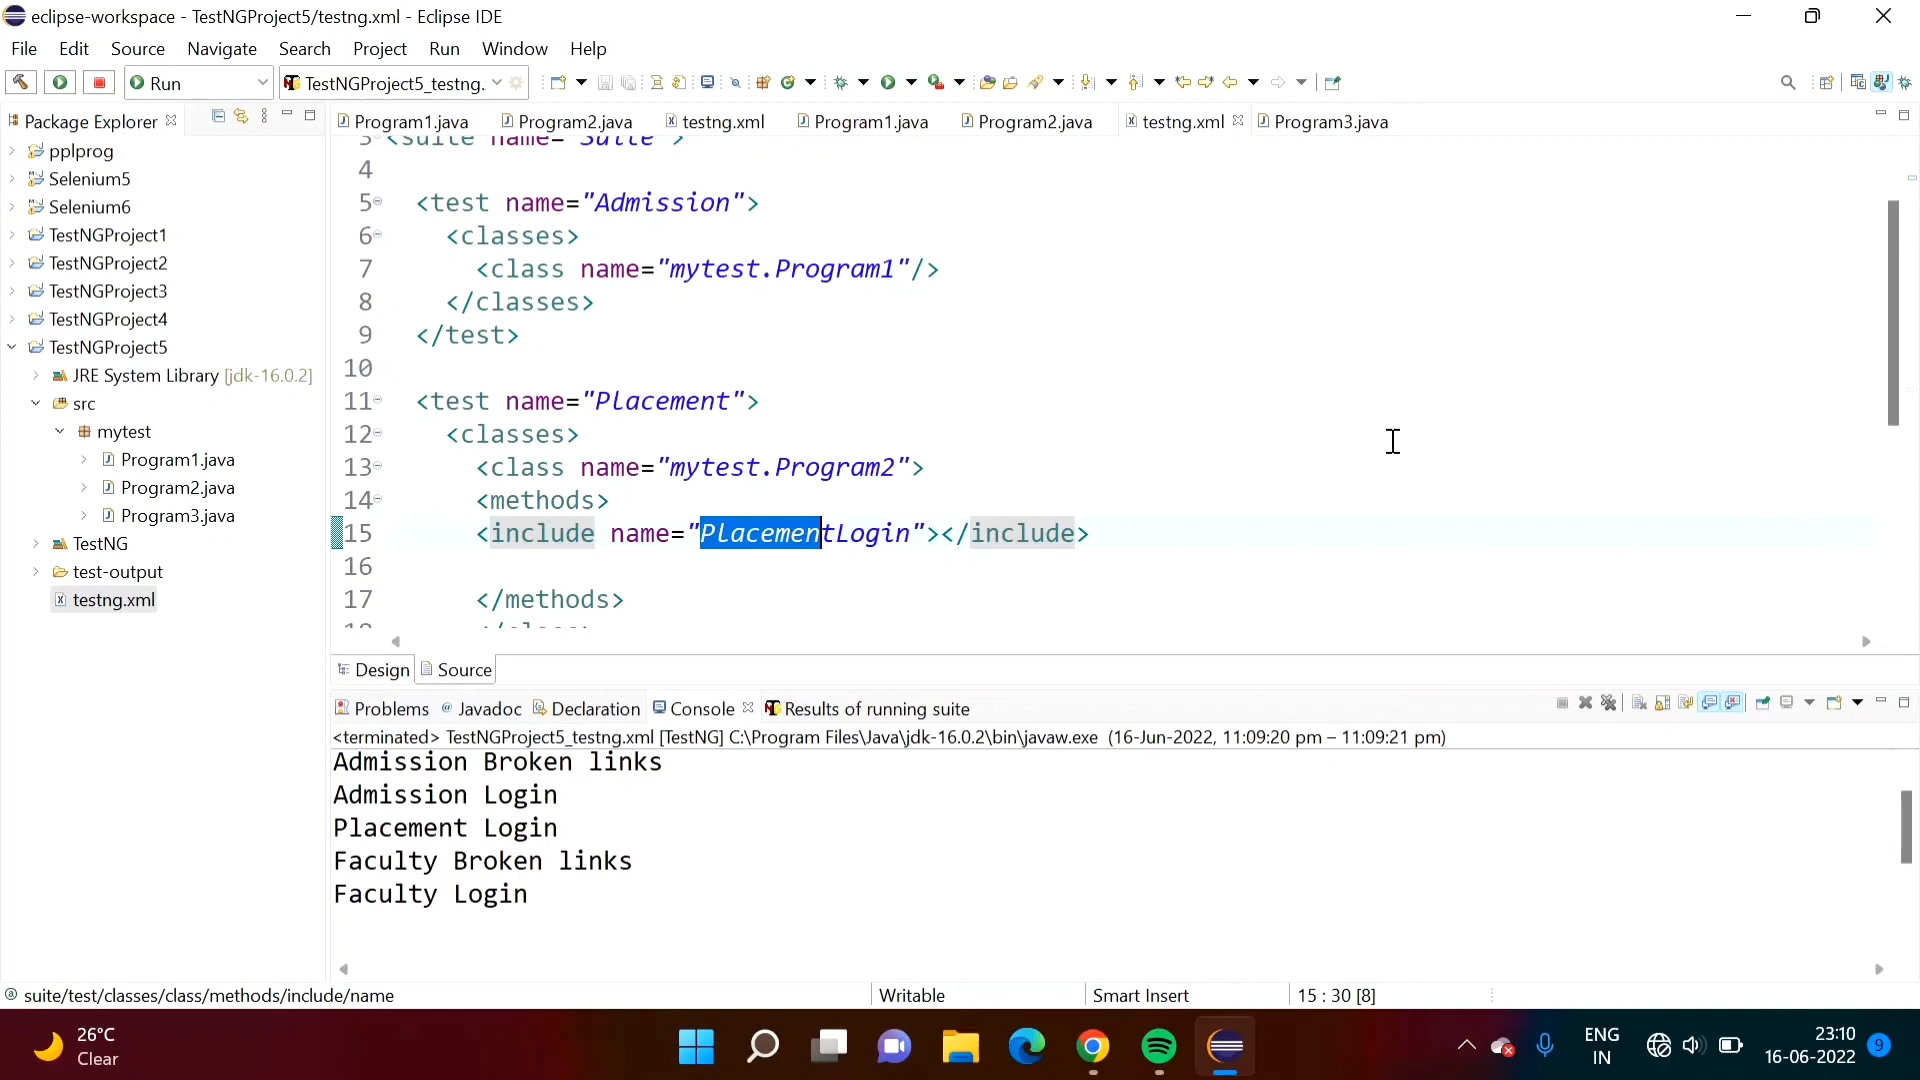 eclipse-workspace - TestNGProject5/testng.xml - Eclipse IDE
File Edit Source Navigate Search Project Run Window Help
Run TestNGProject5_testng.
Package Explorer
pplprog
Selenium5
Selenium6
TestNGProject1
TestNGProject2
TestNGProject3
TestNGProject4
TestNGProject5
JRE System Library [jdk-16.0.2]
src
mytest
Program1.java
Program2.java
Program3.java
TestNG
test-output
testng.xml
Program1.java Program2.java testng.xml Program1.java Program2.java testng.xml Program3.java
3 <suite name="Suite">
4
5 <test name="Admission">
6 <classes>
7 <class name="mytest.Program1"/>
8 </classes>
9 </test>
10
11 <test name="Placement">
12 <classes>
13 <class name="mytest.Program2">
14 <methods>
15 <include name="PlacementLogin"></include>
16
17 </methods>
18 </class>
Design Source
Problems @ Javadoc Declaration Console Results of running suite
<terminated> TestNGProject5_testng.xml [TestNG] C:\Program Files\Java\jdk-16.0.2\bin\javaw.exe (16-Jun-2022, 11:09:20 pm – 11:09:21 pm)
Admission Broken links
Admission Login
Placement Login
Faculty Broken links
Faculty Login
suite/test/classes/class/methods/include/name Writable Smart Insert 15 : 30 [8]
26°C
Clear
ENG
IN
23:10
16-06-2022
9